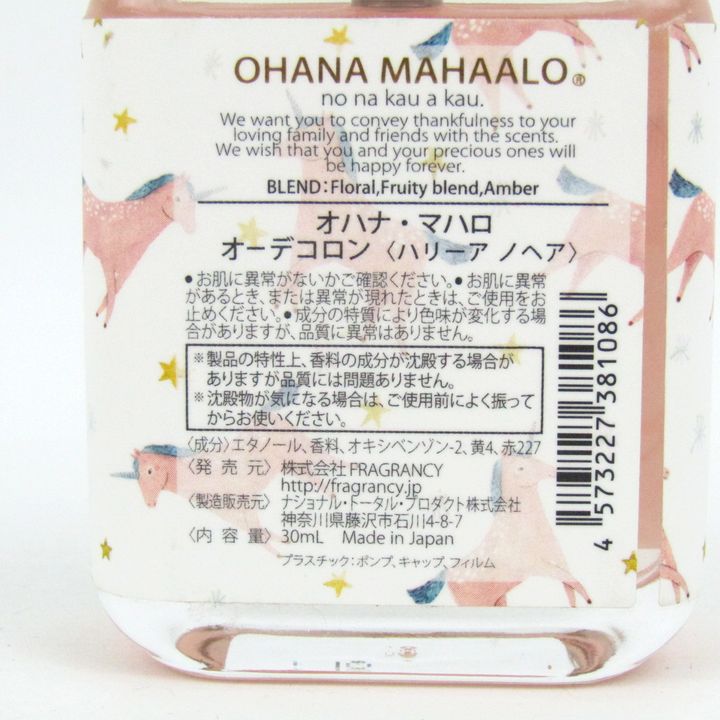 OHANA MAHAALO®
no na kau a kau.
We want you to convey thankfulness to your
loving family and friends with the scents.
We wish that you and your precious ones will
be happy forever.
BLEND:Floral,Fruity blend,Amber
オハナ・マハロ
オーデコロン〈ハリーア ノヘア〉
●お肌に異常がないかご確認ください。●お肌に異常
があるとき、または異常が現れたときは、ご使用をお
止めください。●成分の特質により色味が変化する場
合がありますが、品質に異常はありません。
※製品の特性上、香料の成分が沈殿する場合が
ありますが品質には問題ありません。
※沈殿物が気になる場合は、ご使用前によく振って
からお使いください。
〈成分〉エタノール、香料、オキシベンゾン-2、黄4、赤227
〈発売元〉株式会社FRAGRANCY
http://fragrancy.jp
〈製造販売元〉ナショナル・トータル・プロダクト株式会社
神奈川県藤沢市石川4-8-7
〈内容量〉30mL Made in Japan
プラスチック:ポンプ、キャップ、フィルム
4 573227 381086